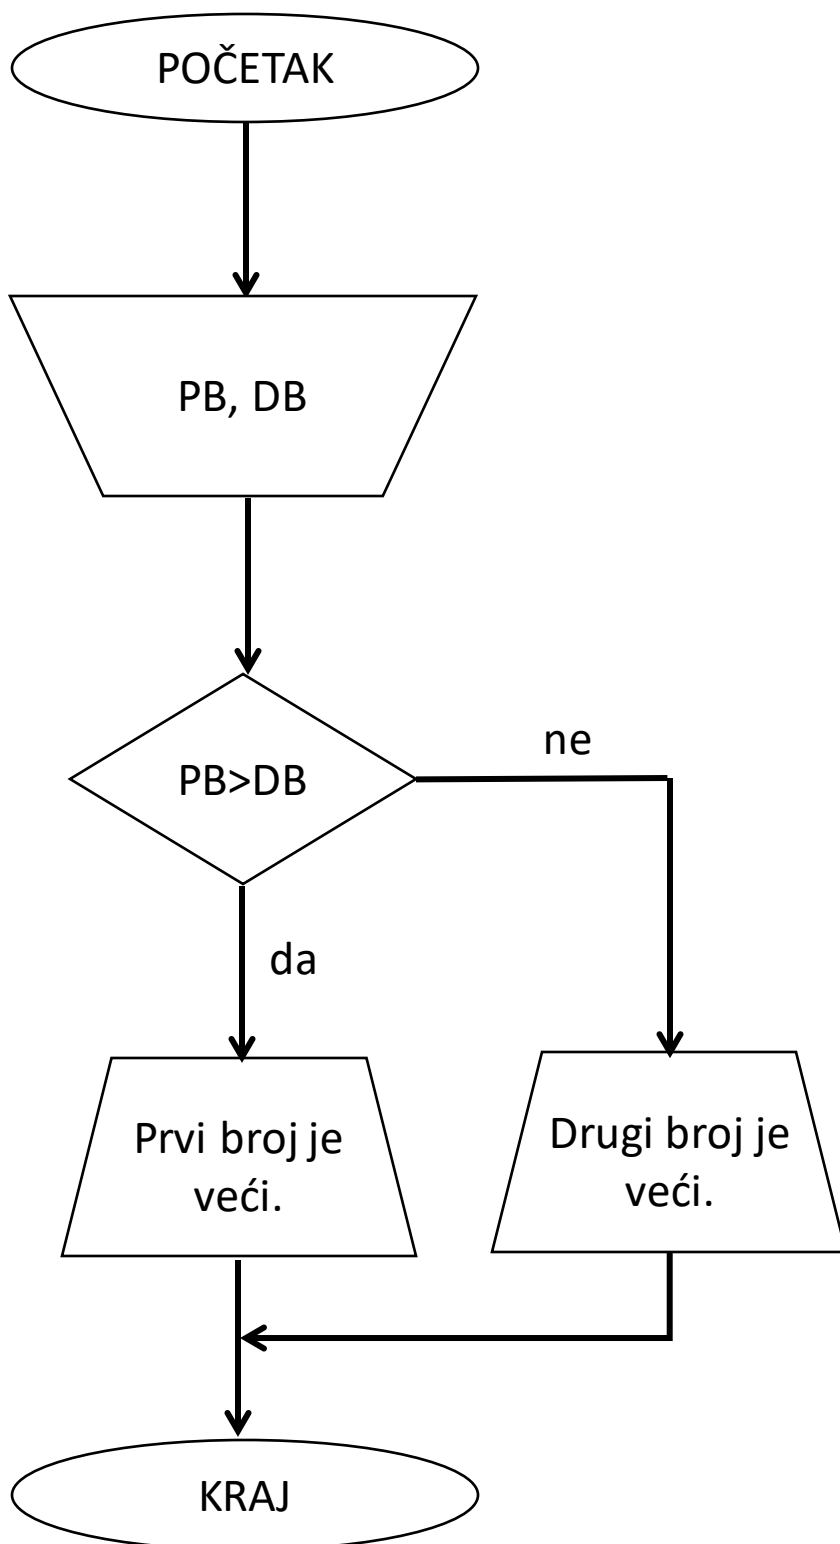 POČETAK
PB, DB
PB>DB
ne
da
Prvi broj je
veći.
Drugi broj je
veći.
KRAJ